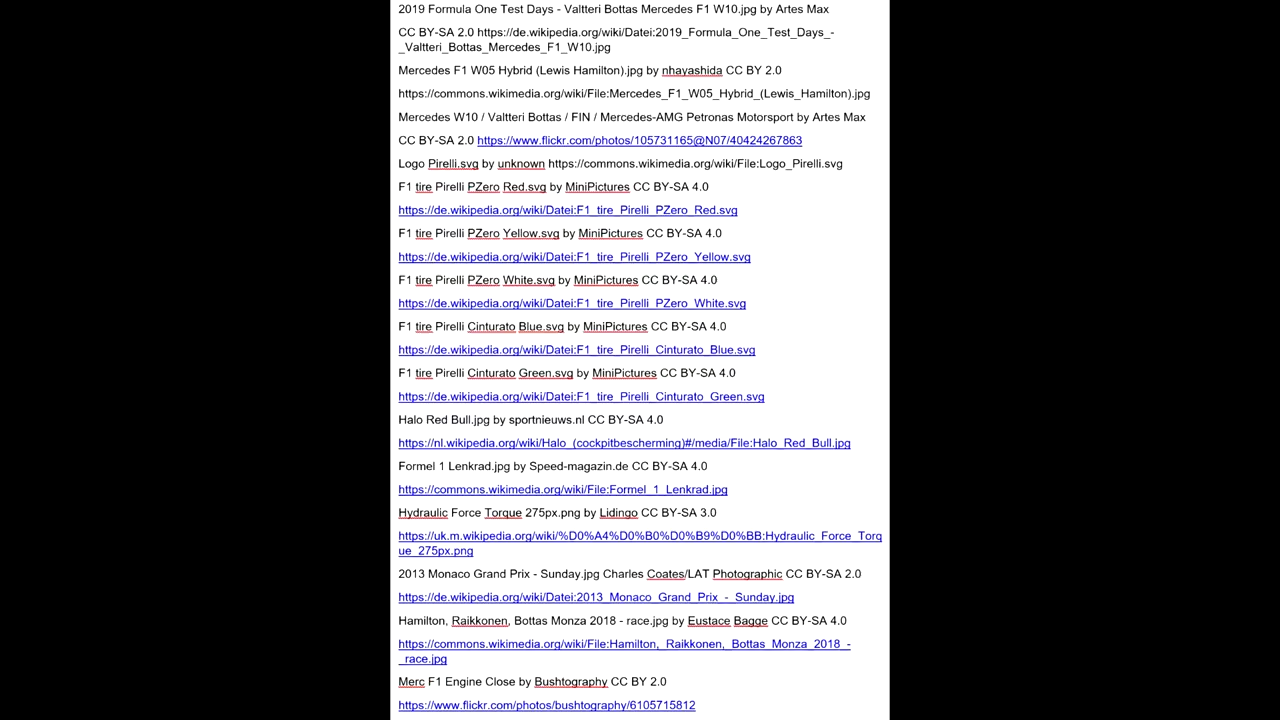 2019 Formula One Test Days - Valtteri Bottas Mercedes F1 W10.jpg by Artes Max
CC BY-SA 2.0 https://de.wikipedia.org/wiki/Datei:2019_Formula_One_Test_Days_-
_Valtteri_Bottas_Mercedes_F1_W10.jpg
Mercedes F1 W05 Hybrid (Lewis Hamilton).jpg by nhayashida CC BY 2.0
https://commons.wikimedia.org/wiki/File:Mercedes_F1_W05_Hybrid_(Lewis_Hamilton).jpg
Mercedes W10 / Valtteri Bottas / FIN / Mercedes-AMG Petronas Motorsport by Artes Max
CC BY-SA 2.0 https://www.flickr.com/photos/105731165@N07/40424267863
Logo Pirelli.svg by unknown https://commons.wikimedia.org/wiki/File:Logo_Pirelli.svg
F1 tire Pirelli PZero Red.svg by MiniPictures CC BY-SA 4.0
https://de.wikipedia.org/wiki/Datei:F1_tire_Pirelli_PZero_Red.svg
F1 tire Pirelli PZero Yellow.svg by MiniPictures CC BY-SA 4.0
https://de.wikipedia.org/wiki/Datei:F1_tire_Pirelli_PZero_Yellow.svg
F1 tire Pirelli PZero White.svg by MiniPictures CC BY-SA 4.0
https://de.wikipedia.org/wiki/Datei:F1_tire_Pirelli_PZero_White.svg
F1 tire Pirelli Cinturato Blue.svg by MiniPictures CC BY-SA 4.0
https://de.wikipedia.org/wiki/Datei:F1_tire_Pirelli_Cinturato_Blue.svg
F1 tire Pirelli Cinturato Green.svg by MiniPictures CC BY-SA 4.0
https://de.wikipedia.org/wiki/Datei:F1_tire_Pirelli_Cinturato_Green.svg
Halo Red Bull.jpg by sportnieuws.nl CC BY-SA 4.0
https://nl.wikipedia.org/wiki/Halo_(cockpitbescherming)#/media/File:Halo_Red_Bull.jpg
Formel 1 Lenkrad.jpg by Speed-magazin.de CC BY-SA 4.0
https://commons.wikimedia.org/wiki/File:Formel_1_Lenkrad.jpg
Hydraulic Force Torque 275px.png by Lidingo CC BY-SA 3.0
https://uk.m.wikipedia.org/wiki/%D0%A4%D0%B0%D0%B9%D0%BB:Hydraulic_Force_Torq
ue_275px.png
2013 Monaco Grand Prix - Sunday.jpg Charles Coates/LAT Photographic CC BY-SA 2.0
https://de.wikipedia.org/wiki/Datei:2013_Monaco_Grand_Prix_-_Sunday.jpg
Hamilton, Raikkonen, Bottas Monza 2018 - race.jpg by Eustace Bagge CC BY-SA 4.0
https://commons.wikimedia.org/wiki/File:Hamilton,_Raikkonen,_Bottas_Monza_2018_-
_race.jpg
Merc F1 Engine Close by Bushtography CC BY 2.0
https://www.flickr.com/photos/bushtography/6105715812